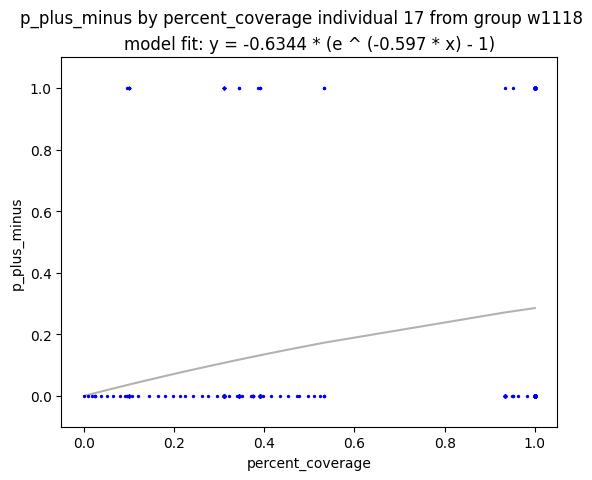 p_plus_minus by percent_coverage individual 17 from group w1118
model fit: y = -0.6344 * (e ^ (-0.597 * x) - 1)
1.0
0.8
0.6
0.4
0.2
0.0
p_plus_minus
0.0 0.2 0.4 0.6 0.8 1.0
percent_coverage